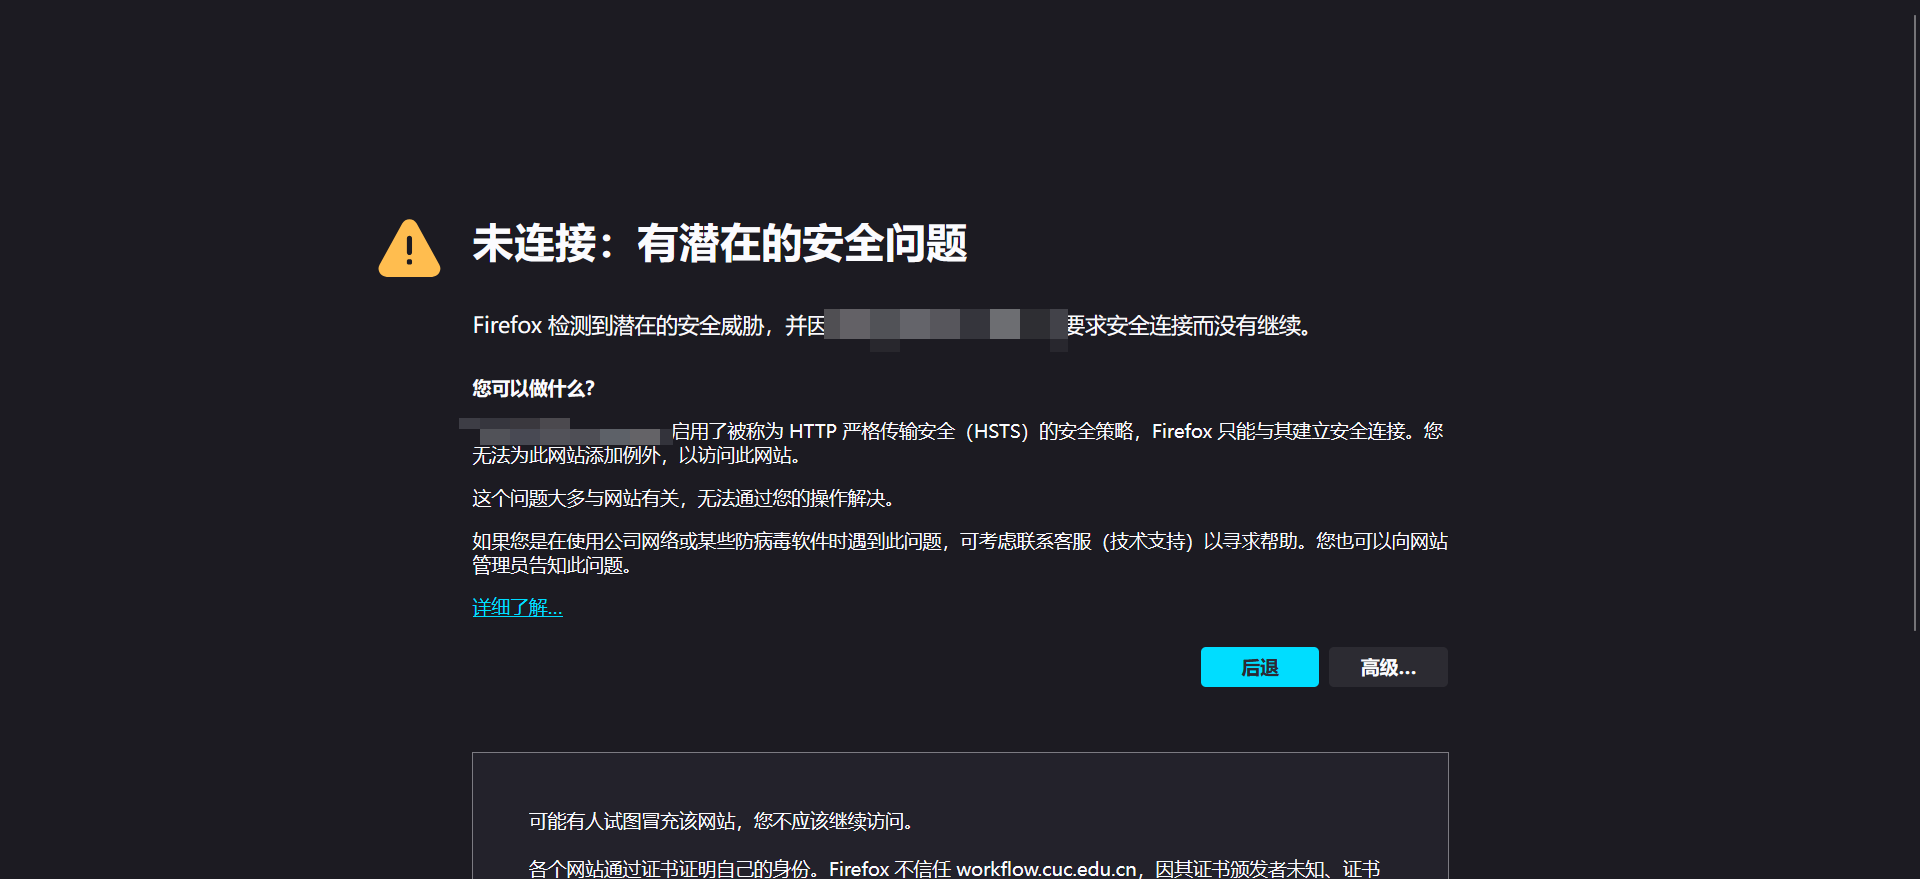 未连接：有潜在的安全问题
Firefox 检测到潜在的安全威胁，并因
要求安全连接而没有继续。
您可以做什么？
启用了被称为 HTTP 严格传输安全（HSTS）的安全策略，Firefox 只能与其建立安全连接。您
无法为此网站添加例外，以访问此网站。
这个问题大多与网站有关，无法通过您的操作解决。
如果您是在使用公司网络或某些防病毒软件时遇到此问题，可考虑联系客服（技术支持）以寻求帮助。您也可以向网站
管理员告知此问题。
详细了解…
后退
高级…
可能有人试图冒充该网站，您不应该继续访问。
各个网站通过证书证明自己的身份。Firefox 不信任 workflow.cuc.edu.cn，因其证书颁发者未知、证书